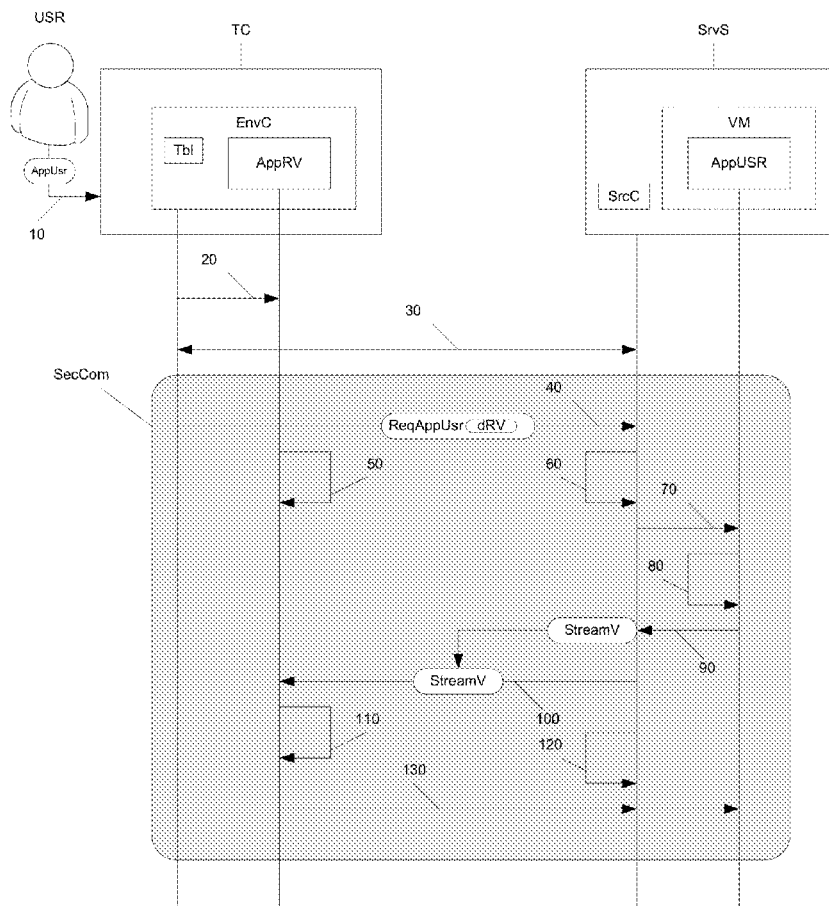 USR
TC
SrvS
EnvC
VM
Tbl
AppRV
AppUSR
AppUsr
SrcC
10
20
30
SecCom
40
ReqAppUsr dRV
50
60
70
80
StreamV
90
StreamV
100
110
120
130